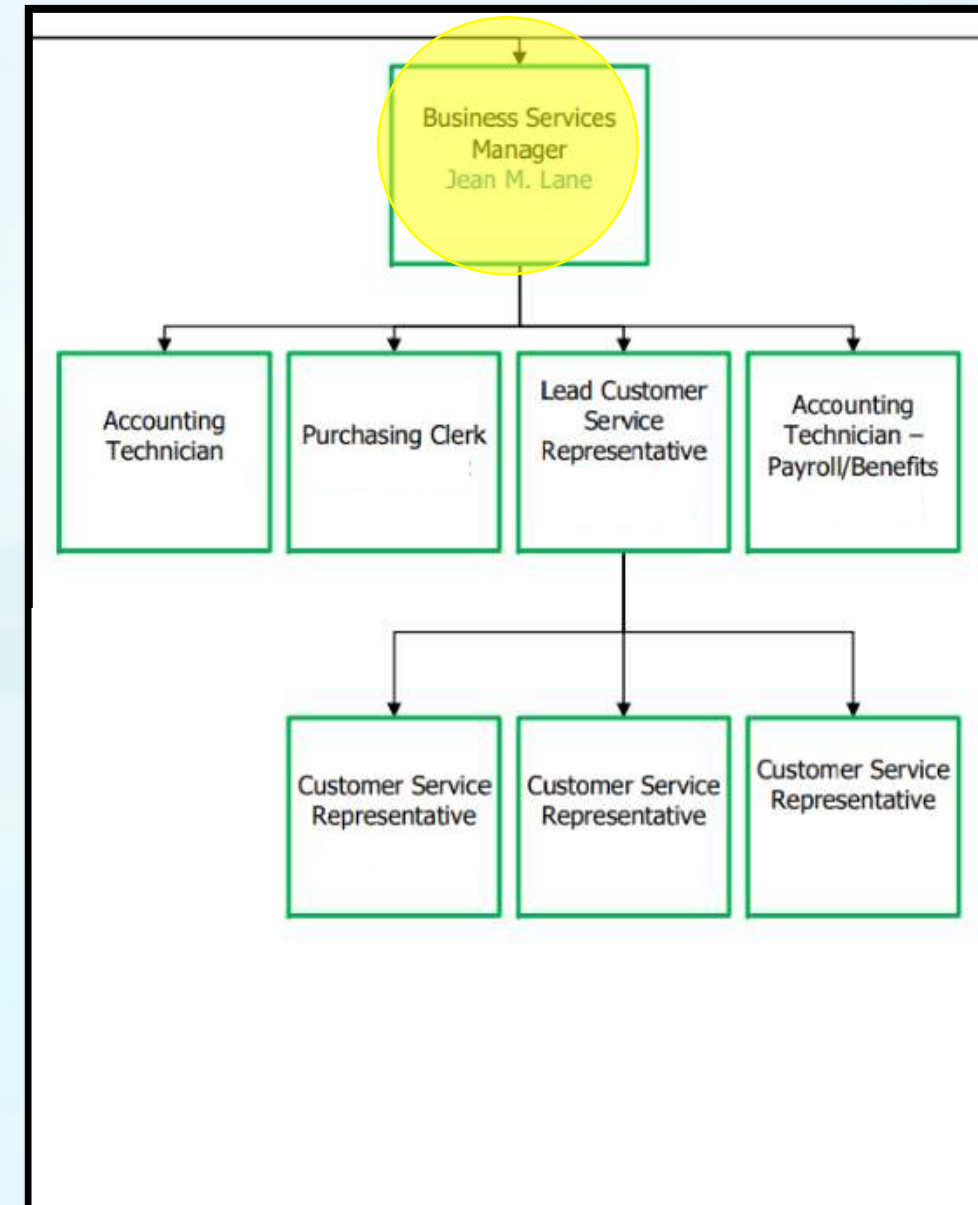 Business Services
Manager
Jean M. Lane
Accounting
Technician
Purchasing Clerk
Lead Customer
Service
Representative
Accounting
Technician –
Payroll/Benefits
Customer Service
Representative
Customer Service
Representative
Customer Service
Representative